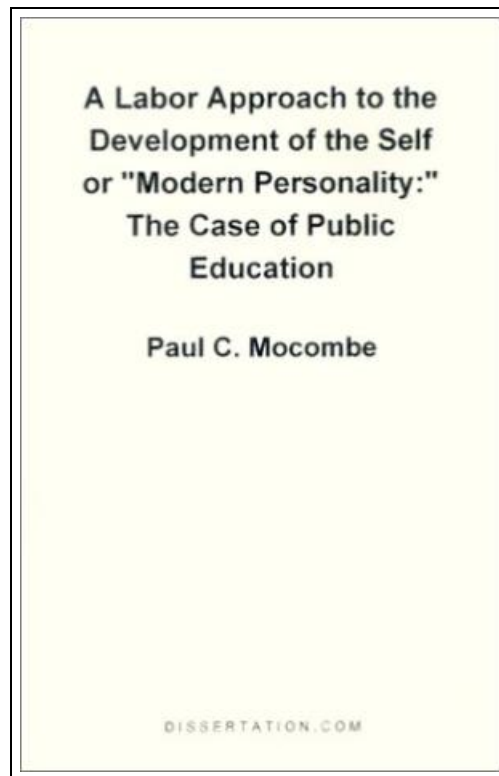 A Labor Approach to the
Development of the Self
or "Modern Personality:"
The Case of Public
Education
Paul C. Mocombe
DISSERTATION.COM